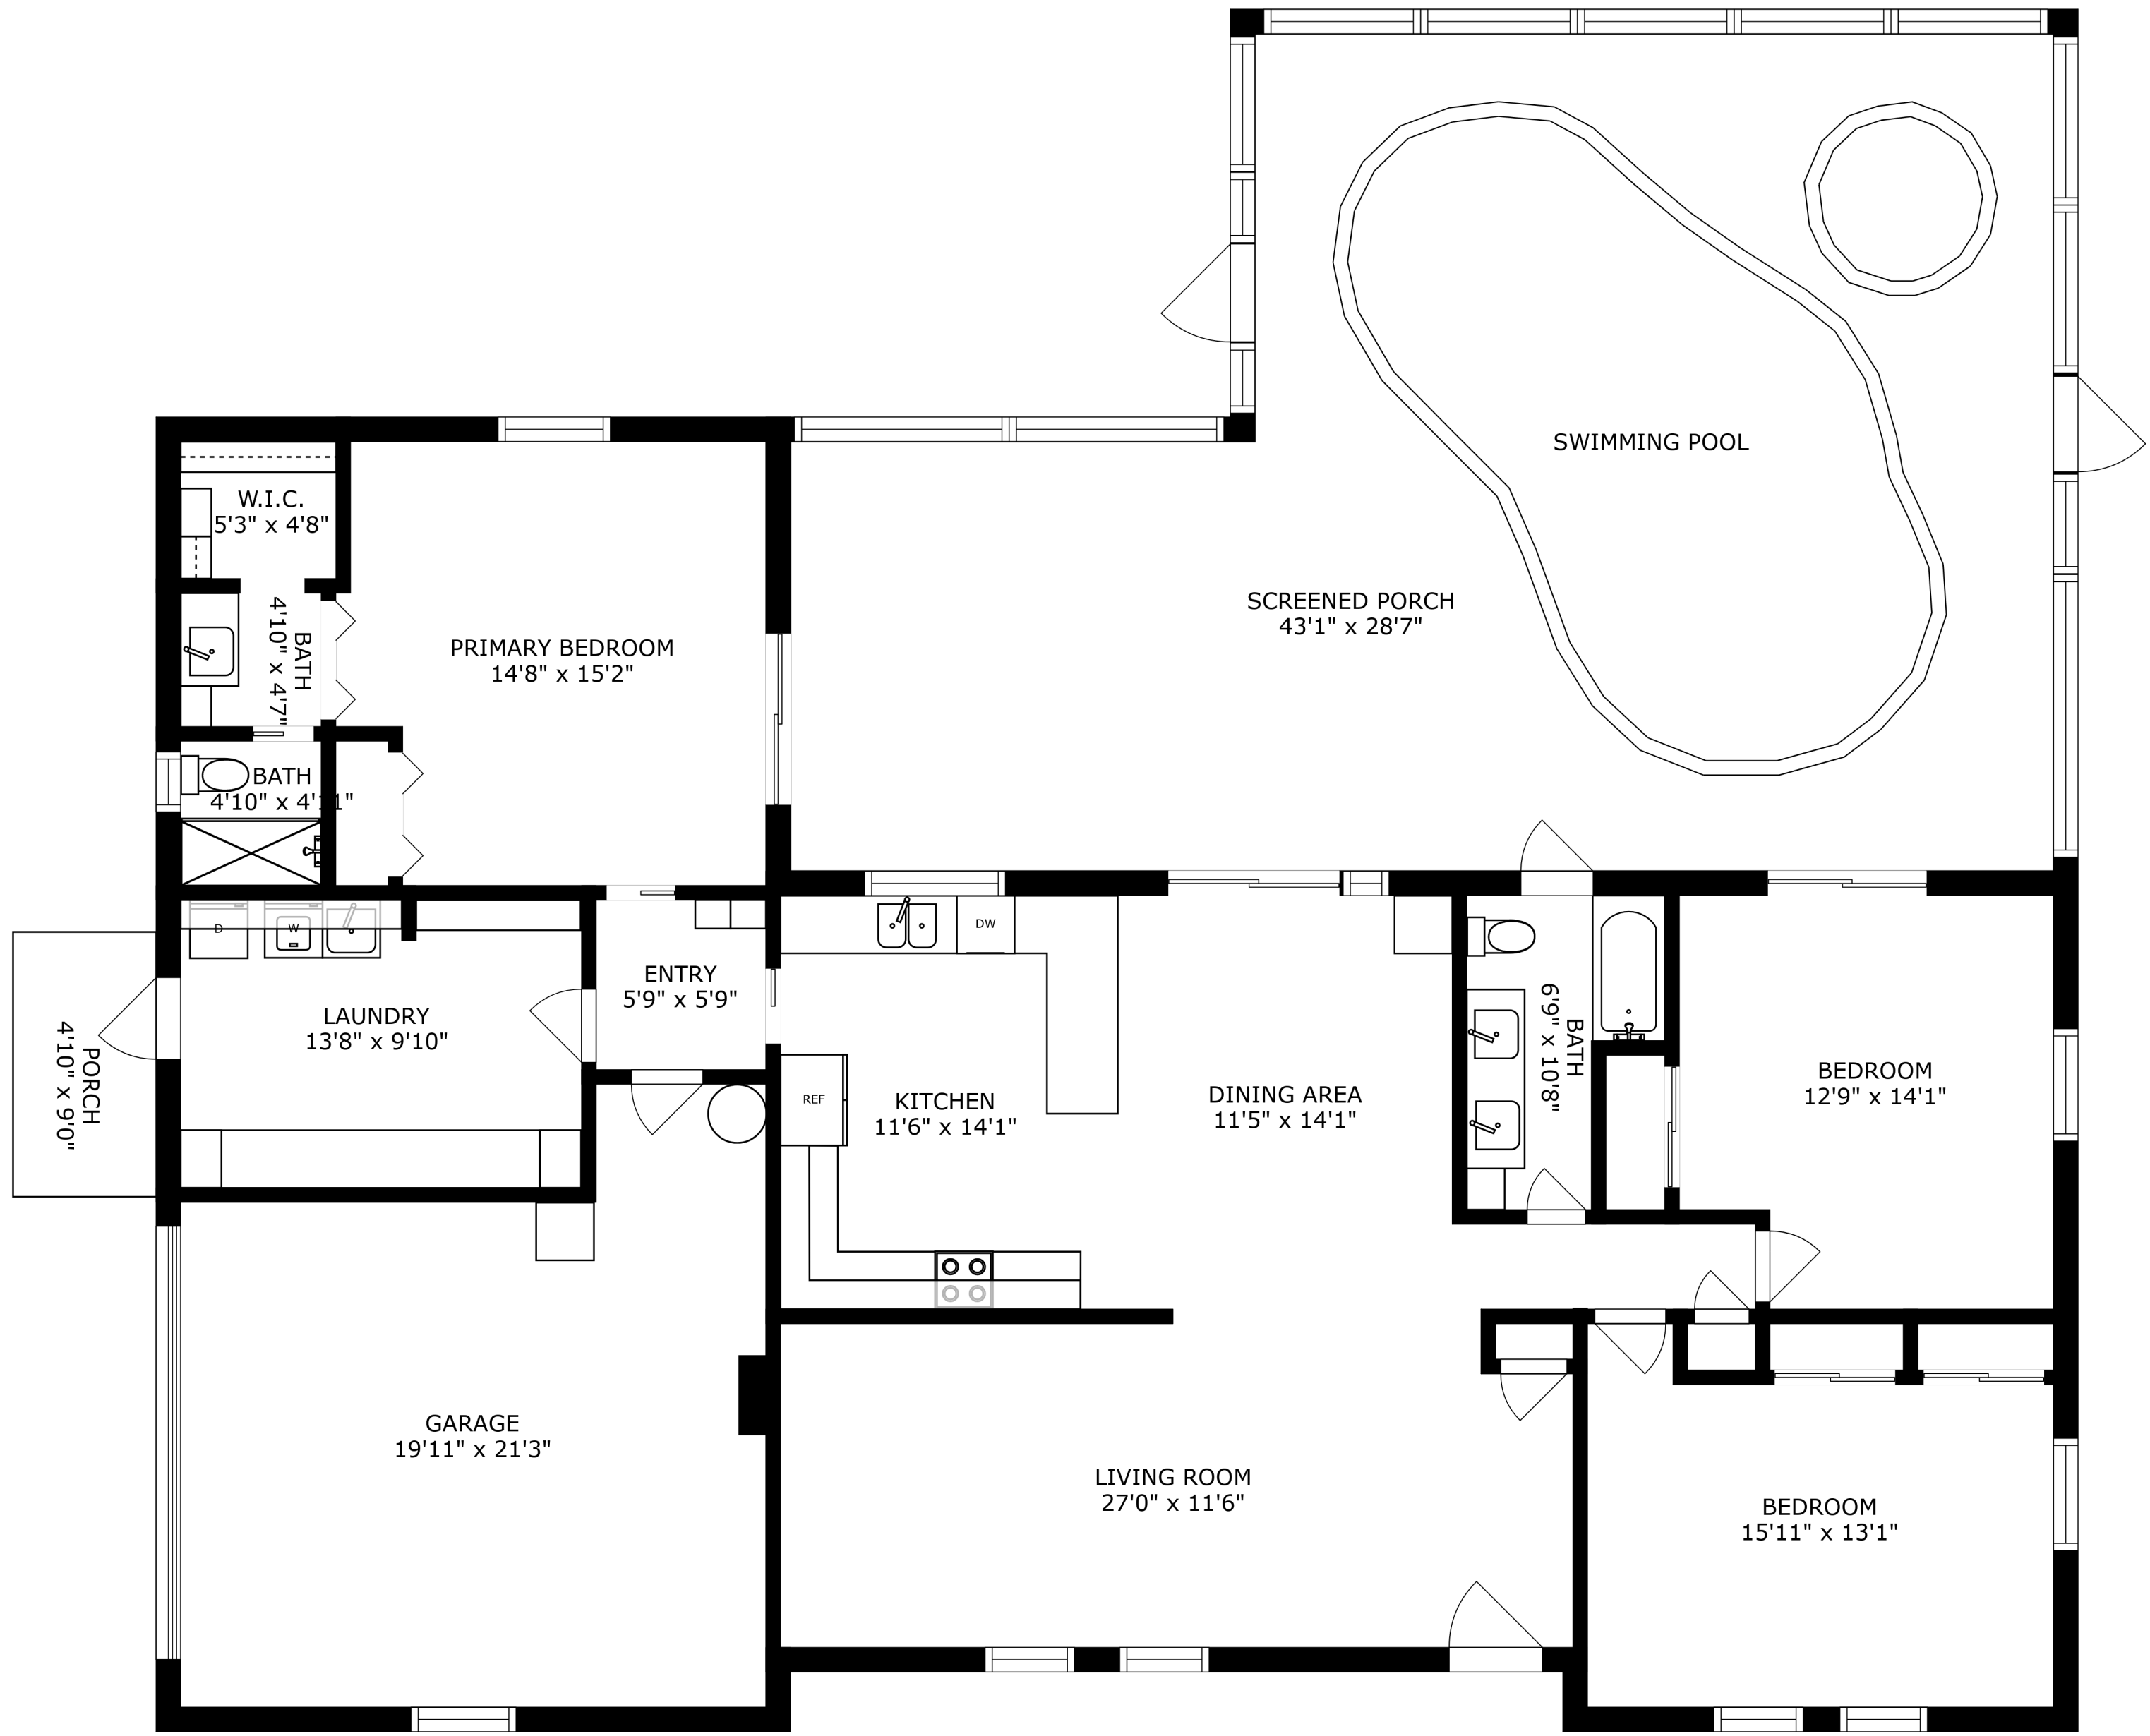 SWIMMING POOL
W.I.C.
5'3" x 4'8"
SCREENED PORCH
43'1" x 28'7"
BATH
4'10" x 4'7"
PRIMARY BEDROOM
14'8" x 15'2"
BATH
4'10" x 4'11"
D
W
DW
ENTRY
5'9" x 5'9"
LAUNDRY
13'8" x 9'10"
BATH
6'9" x 10'8"
PORCH
4'10" x 9'0"
BEDROOM
12'9" x 14'1"
REF
KITCHEN
11'6" x 14'1"
DINING AREA
11'5" x 14'1"
GARAGE
19'11" x 21'3"
LIVING ROOM
27'0" x 11'6"
BEDROOM
15'11" x 13'1"